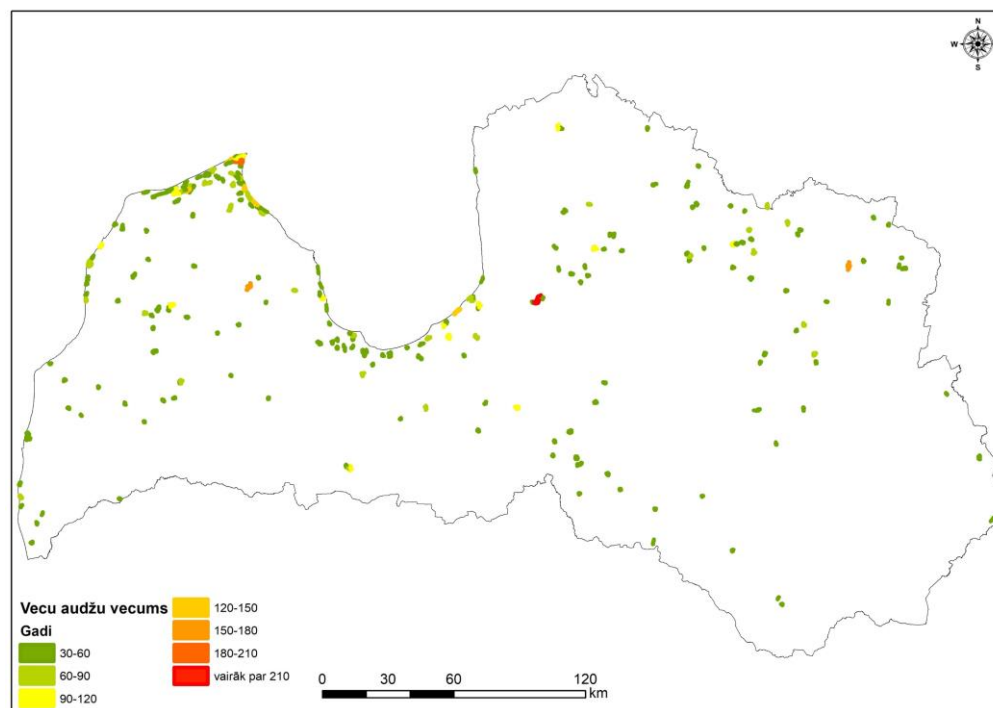 N
W E
S
Vecu audžu vecums
Gadi
30-60
60-90
90-120
120-150
150-180
180-210
vairāk par 210
0 30 60 120
km